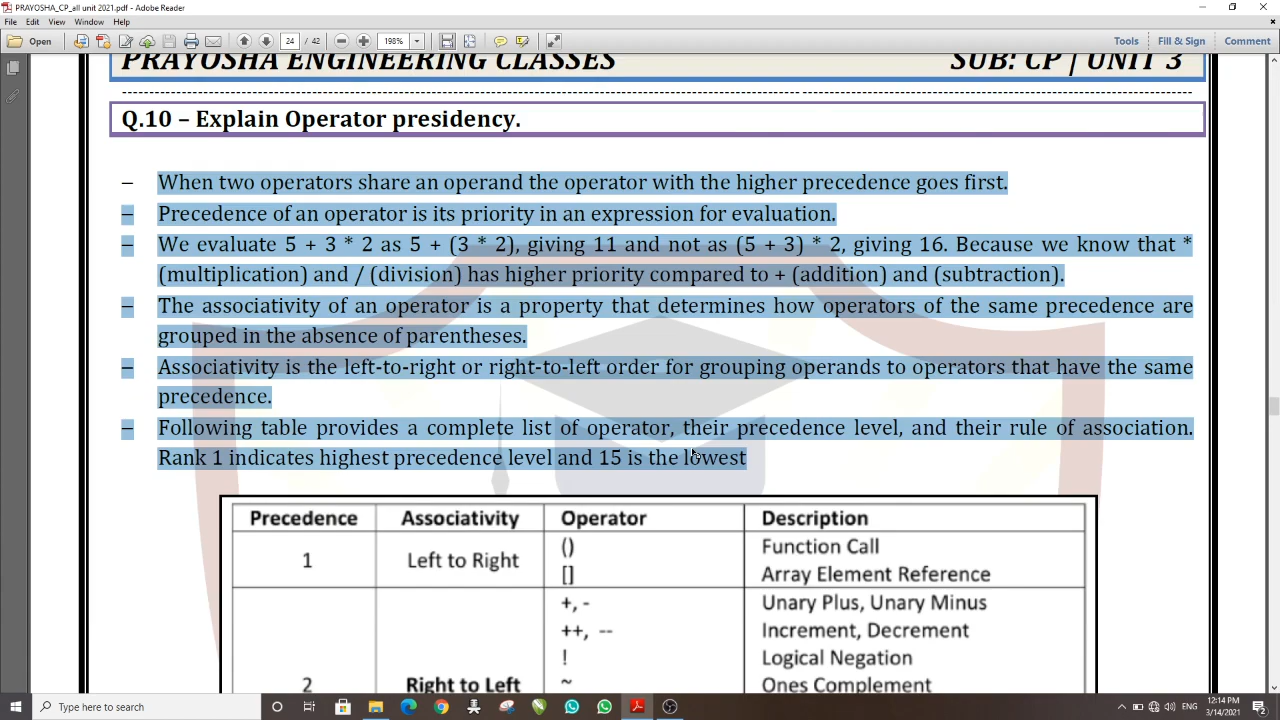 PRAYOSHA_CP_all unit 2021.pdf - Adobe Reader
File Edit View Window Help
Open 24 / 42 198% Tools Fill & Sign Comment
PRAYOSHA ENGINEERING CLASSES SUB: CP | UNIT 3
Q.10 – Explain Operator presidency.
– When two operators share an operand the operator with the higher precedence goes first.
– Precedence of an operator is its priority in an expression for evaluation.
– We evaluate 5 + 3 * 2 as 5 + (3 * 2), giving 11 and not as (5 + 3) * 2, giving 16. Because we know that *
(multiplication) and / (division) has higher priority compared to + (addition) and (subtraction).
– The associativity of an operator is a property that determines how operators of the same precedence are
grouped in the absence of parentheses.
– Associativity is the left-to-right or right-to-left order for grouping operands to operators that have the same
precedence.
– Following table provides a complete list of operator, their precedence level, and their rule of association.
Rank 1 indicates highest precedence level and 15 is the lowest
Precedence Associativity Operator Description
1 Left to Right () Function Call
[] Array Element Reference
+, - Unary Plus, Unary Minus
++, -- Increment, Decrement
! Logical Negation
2 Right to Left ~ Ones Complement
Type here to search
12:14 PM
3/14/2021
2